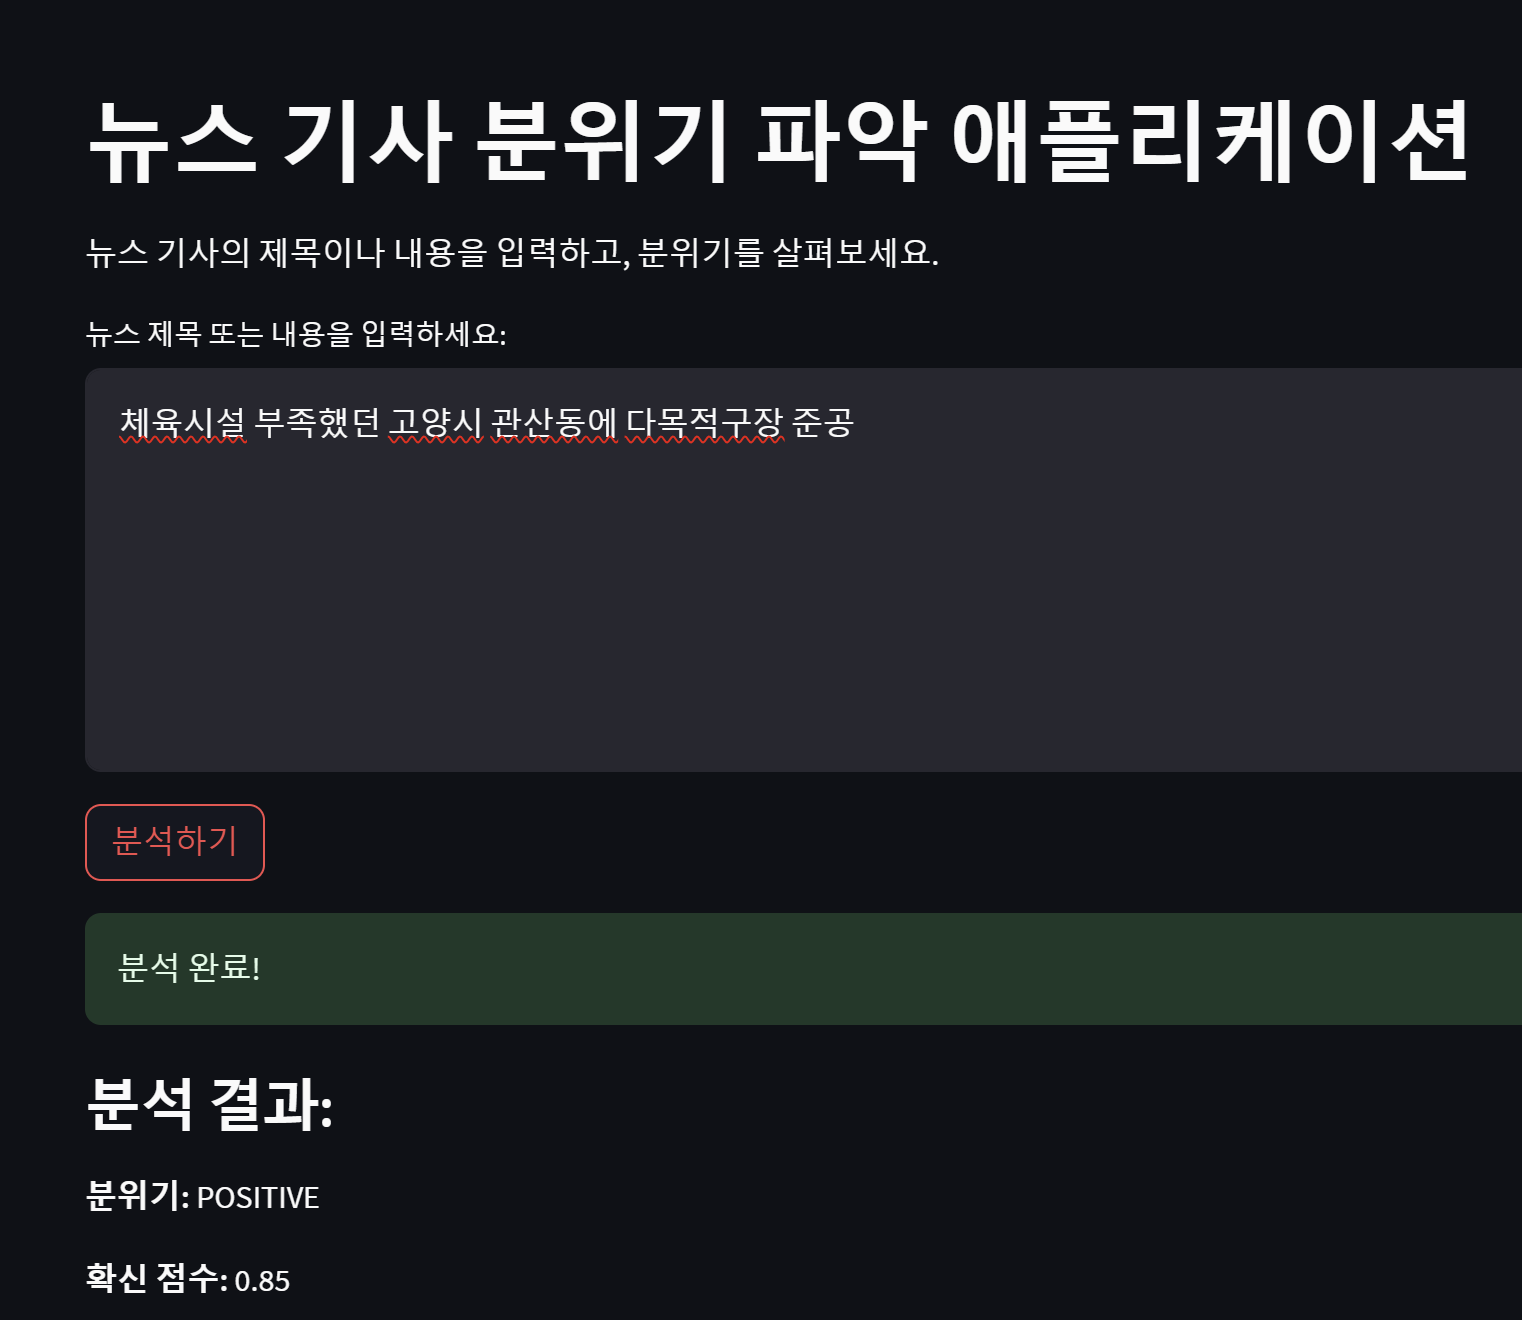 뉴스 기사 분위기 파악 애플리케이션
뉴스 기사의 제목이나 내용을 입력하고, 분위기를 살펴보세요.
뉴스 제목 또는 내용을 입력하세요:
체육시설 부족했던 고양시 관산동에 다목적구장 준공
분석하기
분석 완료!
분석 결과:
분위기: POSITIVE
확신 점수: 0.85